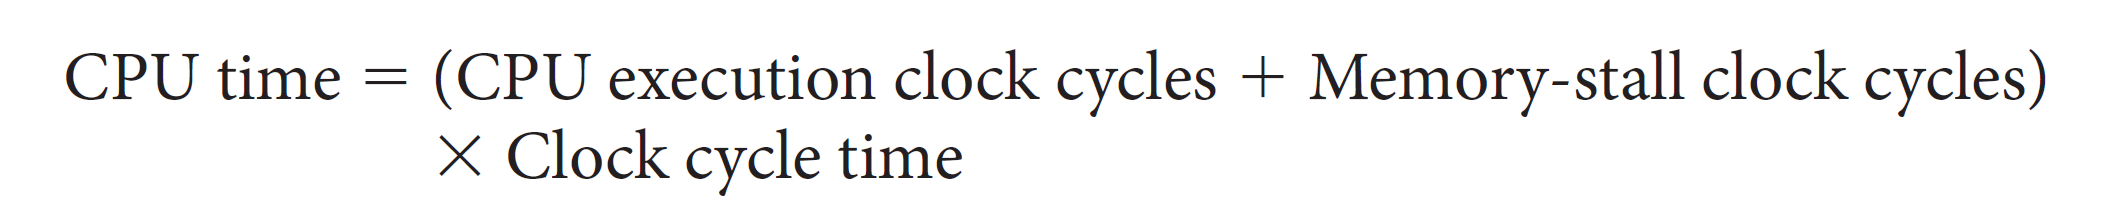 CPU time = (CPU execution clock cycles + Memory-stall clock cycles)
× Clock cycle time